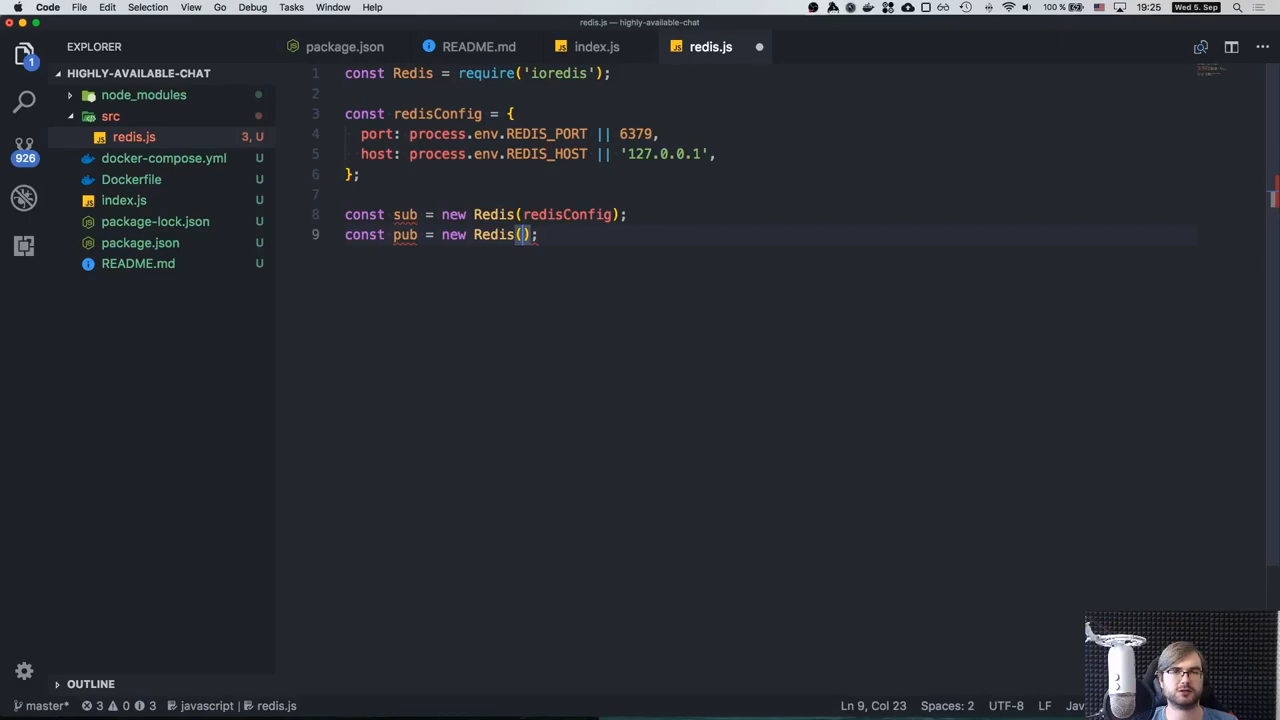 Code File Edit Selection View Go Debug Tasks Window Help 100 % Wed 5. Sep 19:25
redis.js — highly-available-chat
EXPLORER
package.json README.md index.js redis.js
HIGHLY-AVAILABLE-CHAT
node_modules
src
redis.js 3, U
docker-compose.yml U
Dockerfile U
index.js U
package-lock.json U
package.json U
README.md U
1
926
1 const Redis = require('ioredis');
2
3 const redisConfig = {
4 port: process.env.REDIS_PORT || 6379,
5 host: process.env.REDIS_HOST || '127.0.0.1',
6 };
7
8 const sub = new Redis(redisConfig);
9 const pub = new Redis();
OUTLINE
master* 3 0 3 javascript redis.js Ln 9, Col 23 Spaces: 2 UTF-8 LF